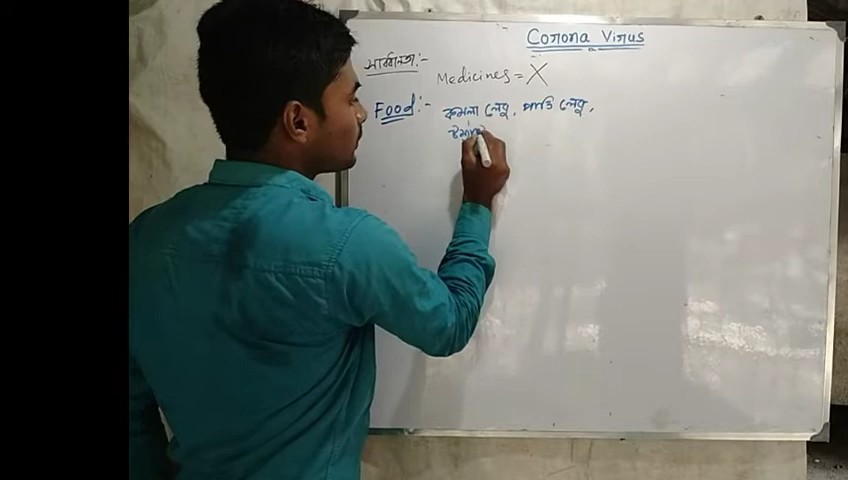 Corona Virus
সাবধানতা:-
Medicines = X
Food:- কমলা লেবু, পাতি লেবু,